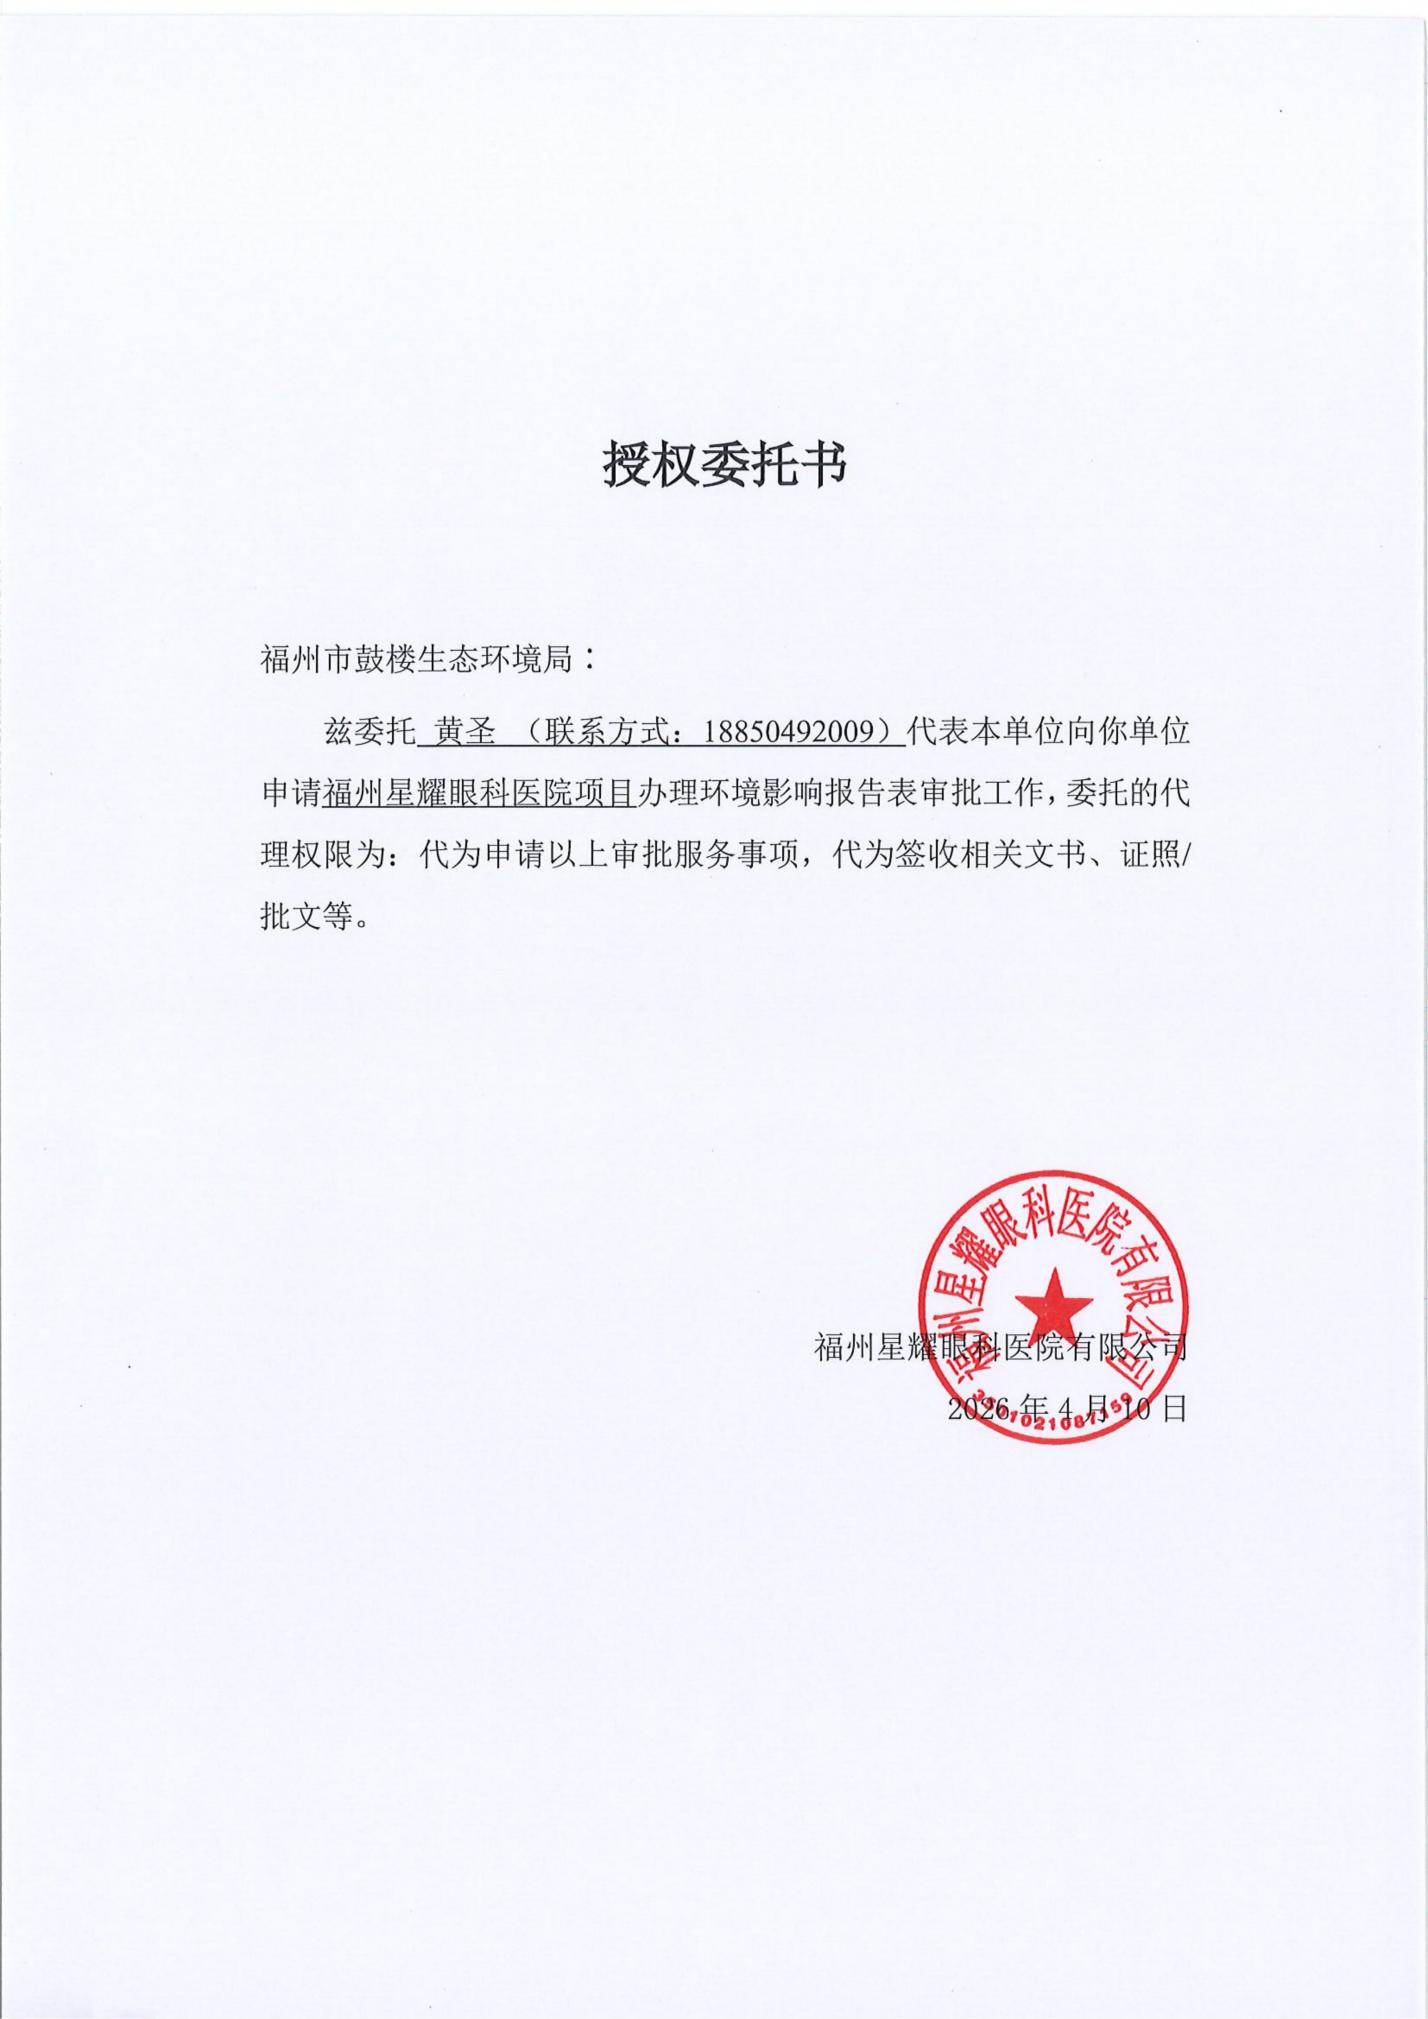 授权委托书
福州市鼓楼生态环境局：
兹委托 黄圣 （联系方式：18850492009）代表本单位向你单位
申请福州星耀眼科医院项目办理环境影响报告表审批工作，委托的代
理权限为：代为申请以上审批服务事项，代为签收相关文书、证照/
批文等。
福州星耀眼科医院有限公司
福州星耀眼科医院有限公司
2026 年 4 月 10 日
3501021087159